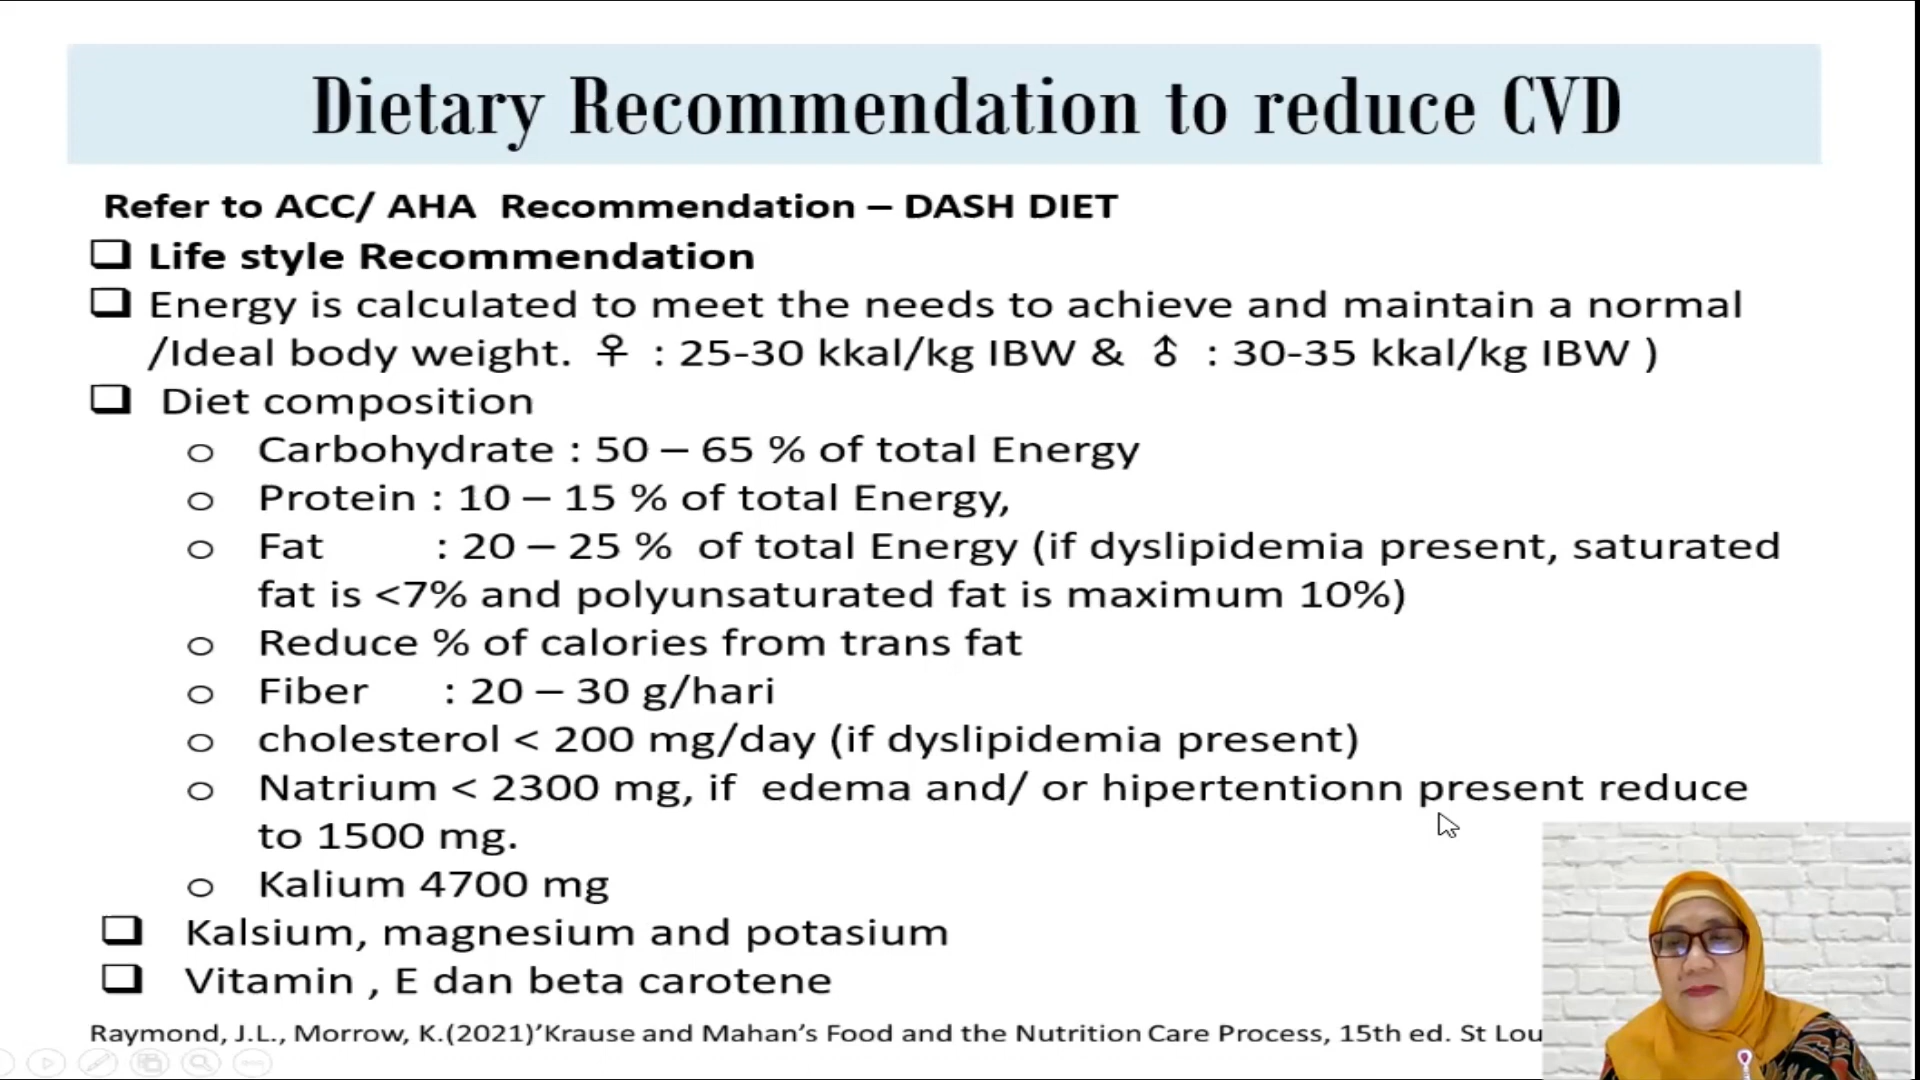 Dietary Recommendation to reduce CVD
Refer to ACC/ AHA Recommendation – DASH DIET
❑ Life style Recommendation
❑ Energy is calculated to meet the needs to achieve and maintain a normal
/Ideal body weight. ♀ : 25-30 kkal/kg IBW & ♂ : 30-35 kkal/kg IBW )
❑ Diet composition
o Carbohydrate : 50 – 65 % of total Energy
o Protein : 10 – 15 % of total Energy,
o Fat : 20 – 25 % of total Energy (if dyslipidemia present, saturated
fat is <7% and polyunsaturated fat is maximum 10%)
o Reduce % of calories from trans fat
o Fiber : 20 – 30 g/hari
o cholesterol < 200 mg/day (if dyslipidemia present)
o Natrium < 2300 mg, if edema and/ or hipertentionn present reduce
to 1500 mg.
o Kalium 4700 mg
❑ Kalsium, magnesium and potasium
❑ Vitamin , E dan beta carotene
Raymond, J.L., Morrow, K.(2021)’Krause and Mahan’s Food and the Nutrition Care Process, 15th ed. St Lou